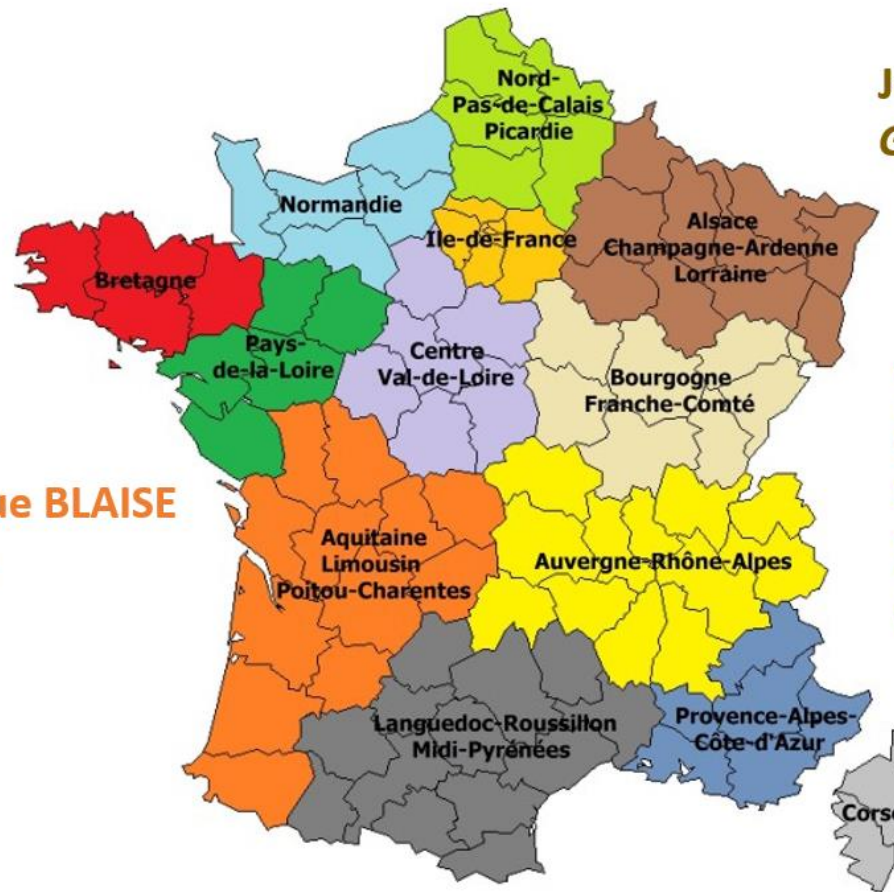 Nord-
Pas-de-Calais
Picardie
J
G
Normandie
Ile-de-France
Alsace
Champagne-Ardenne
Lorraine
Bretagne
Pays-
de-la-Loire
Centre
Val-de-Loire
Bourgogne
Franche-Comté
ue BLAISE
Aquitaine
Limousin
Poitou-Charentes
Auvergne-Rhône-Alpes
Languedoc-Roussillon
Midi-Pyrénées
Provence-Alpes-
Côte-d'Azur
Cors